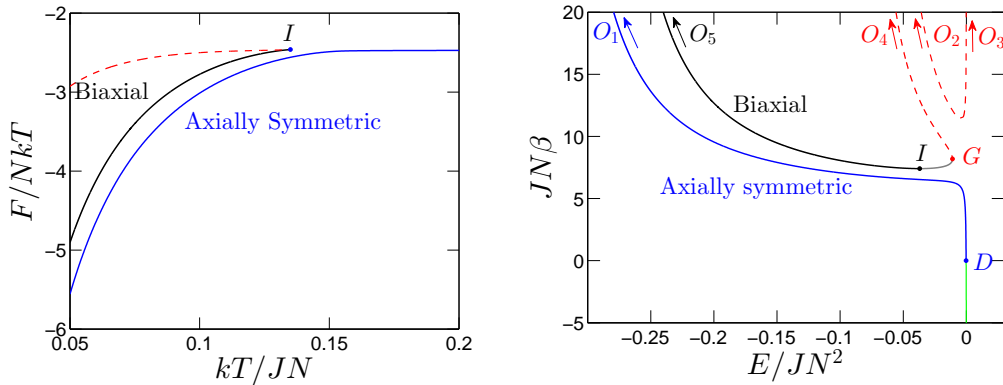 −2
−3
−4
−5
−6
0.05
0.1
0.15
0.2
F/NkT
kT/JN
I
Biaxial
Axially Symmetric
20
15
10
5
0
−5
−0.25
−0.2
−0.15
−0.1
−0.05
0
JNβ
E/JN²
O₁
O₅
O₄
O₂
O₃
Biaxial
I
G
Axially symmetric
D